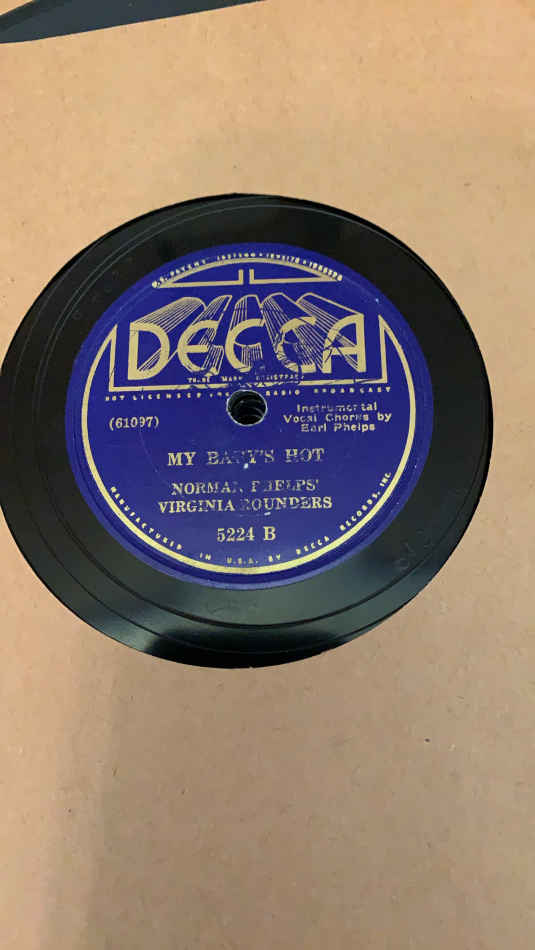 U.S. PATENT
DECCA
TRADE MARK REGISTERED
NOT LICENSED FOR RADIO BROADCAST
(61097)
Instrumental
Vocal Chorus by
Earl Phelps
MY BABY'S HOT
NORMAN PHELPS'
VIRGINIA ROUNDERS
5224 B
MANUFACTURED IN U.S.A. BY DECCA RECORDS, INC.